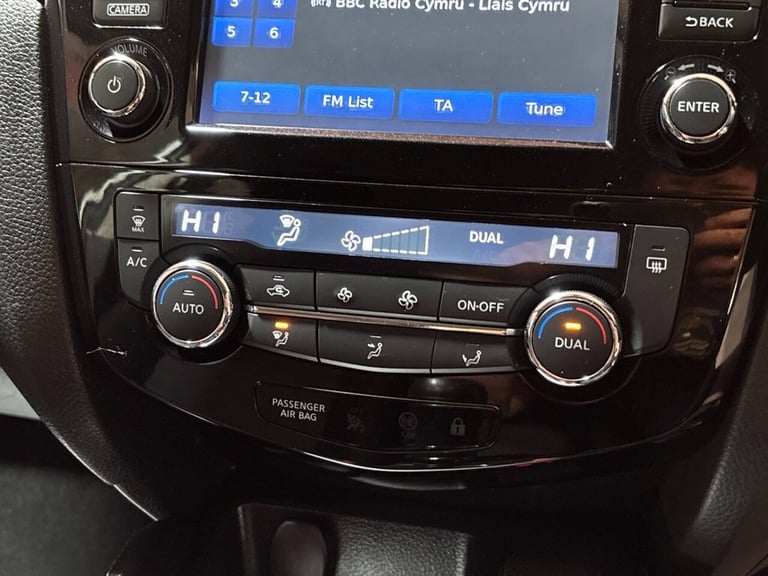 CAMERA
3 4
BBC Radio Cymru - Llais Cymru
BACK
5 6
VOLUME
7-12 FM List TA Tune
ENTER
MAX
HI DUAL HI
A/C
AUTO
ON·OFF
DUAL
PASSENGER
AIR BAG